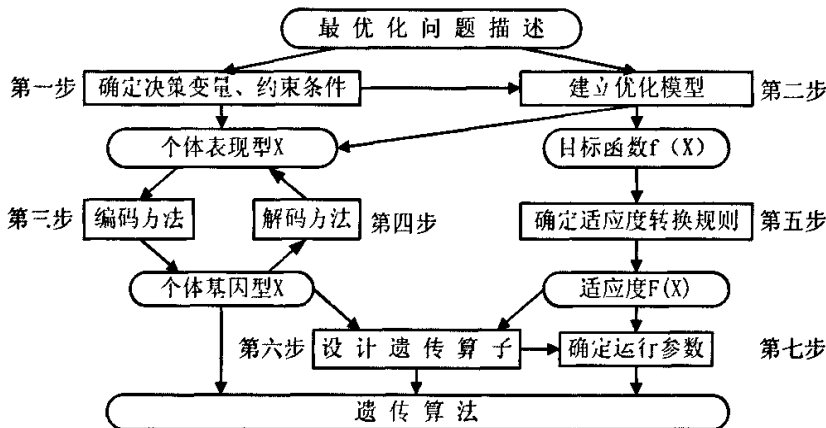 最优化问题描述
第一步 确定决策变量、约束条件 建立优化模型 第二步
个体表现型X 目标函数f（X）
第三步 编码方法 解码方法 第四步 确定适应度转换规则 第五步
个体基因型X 适应度F(X)
第六步 设计遗传算子 确定运行参数 第七步
遗传算法